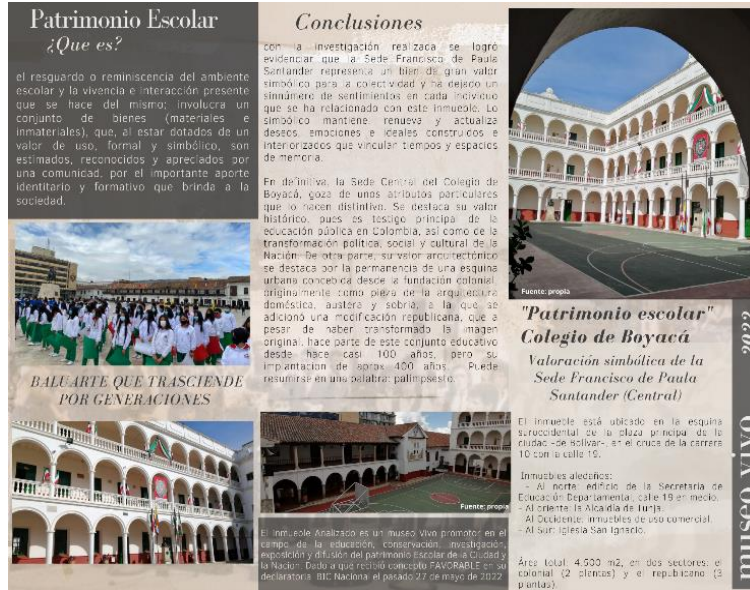 Patrimonio Escolar
¿Que es?
el resguardo o reminiscencia del ambiente
escolar y la vivencia e interacción presente
que se hace del mismo; involucra un
conjunto de bienes (materiales e
inmateriales), que, al estar dotados de un
valor de uso, formal y simbólico, son
estimados, reconocidos y apreciados por
una comunidad, por el importante aporte
identitario y formativo que brinda a la
sociedad.
BALUARTE QUE TRASCIENDE
POR GENERACIONES
Conclusiones
con la investigación realizada se logró
evidenciar que la Sede Francisco de Paula
Santander representa un bien de gran valor
simbólico para la colectividad y ha dejado un
sinnúmero de sentimientos en cada individuo
que se ha relacionado con este inmueble. Lo
simbólico mantiene, renueva y actualiza
deseos, emociones e ideales construidos e
interiorizados que vincular tiempos y espacios
de memoria.
En definitiva, la Sede Central del Colegio de
Boyacá, goza de unos atributos particulares
que lo hacen distintivo. Se destaca su valor
histórico, pues es testigo principal de la
educación pública en Colombia, así como de la
transformación política, social y cultural de la
Nación. De otra parte, su valor arquitectónico
se destaca por la permanencia de una esquina
urbana concebida desde la fundación colonial,
originalmente como pieza de la arquitectura
doméstica, austera y sobria, a la que se
adicionó una modificación republicana, que a
pesar de haber transformado la imagen
original, hace parte de este conjunto educativo
desde hace casi 100 años, pero su
implantación de aprox 400 años. Puede
resumirse en una palabra: palimpsesto.
Fuente: propia
El Inmueble Analizado es un museo Vivo promotor en el
campo de la educación, conservación, investigación,
exposición y difusión del patrimonio Escolar de la Ciudad y
la Nación. Dado a que recibió concepto FAVORABLE en su
declaratoria BIC Nacional el pasado 27 de mayo de 2022
Fuente: propia
"Patrimonio escolar"
Colegio de Boyacá
Valoración simbólica de la
Sede Francisco de Paula
Santander (Central)
El inmueble está ubicado en la esquina
suroccidental de la plaza principal de la
ciudad -de Bolívar-, en el cruce de la carrera
10 con la calle 19.
Inmuebles aledaños:
- Al norte: edificio de la Secretaría de
Educación Departamental, calle 19 en medio.
- Al oriente: la Alcaldía de Tunja.
- Al Occidente: inmuebles de uso comercial.
- Al Sur: Iglesia San Ignacio.
Área total: 4.500 m2, en dos sectores: el
colonial (2 plantas) y el republicano (3
plantas).
museo vivo 2022